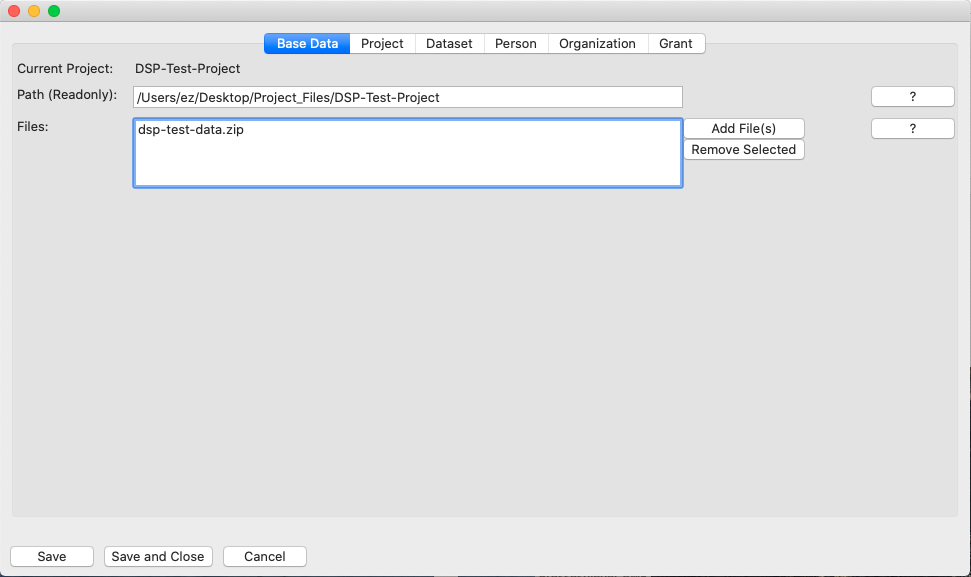 Base Data Project Dataset Person Organization Grant
Current Project: DSP-Test-Project
Path (Readonly): /Users/ez/Desktop/Project_Files/DSP-Test-Project ?
Files: dsp-test-data.zip Add File(s) ?
Remove Selected
Save Save and Close Cancel